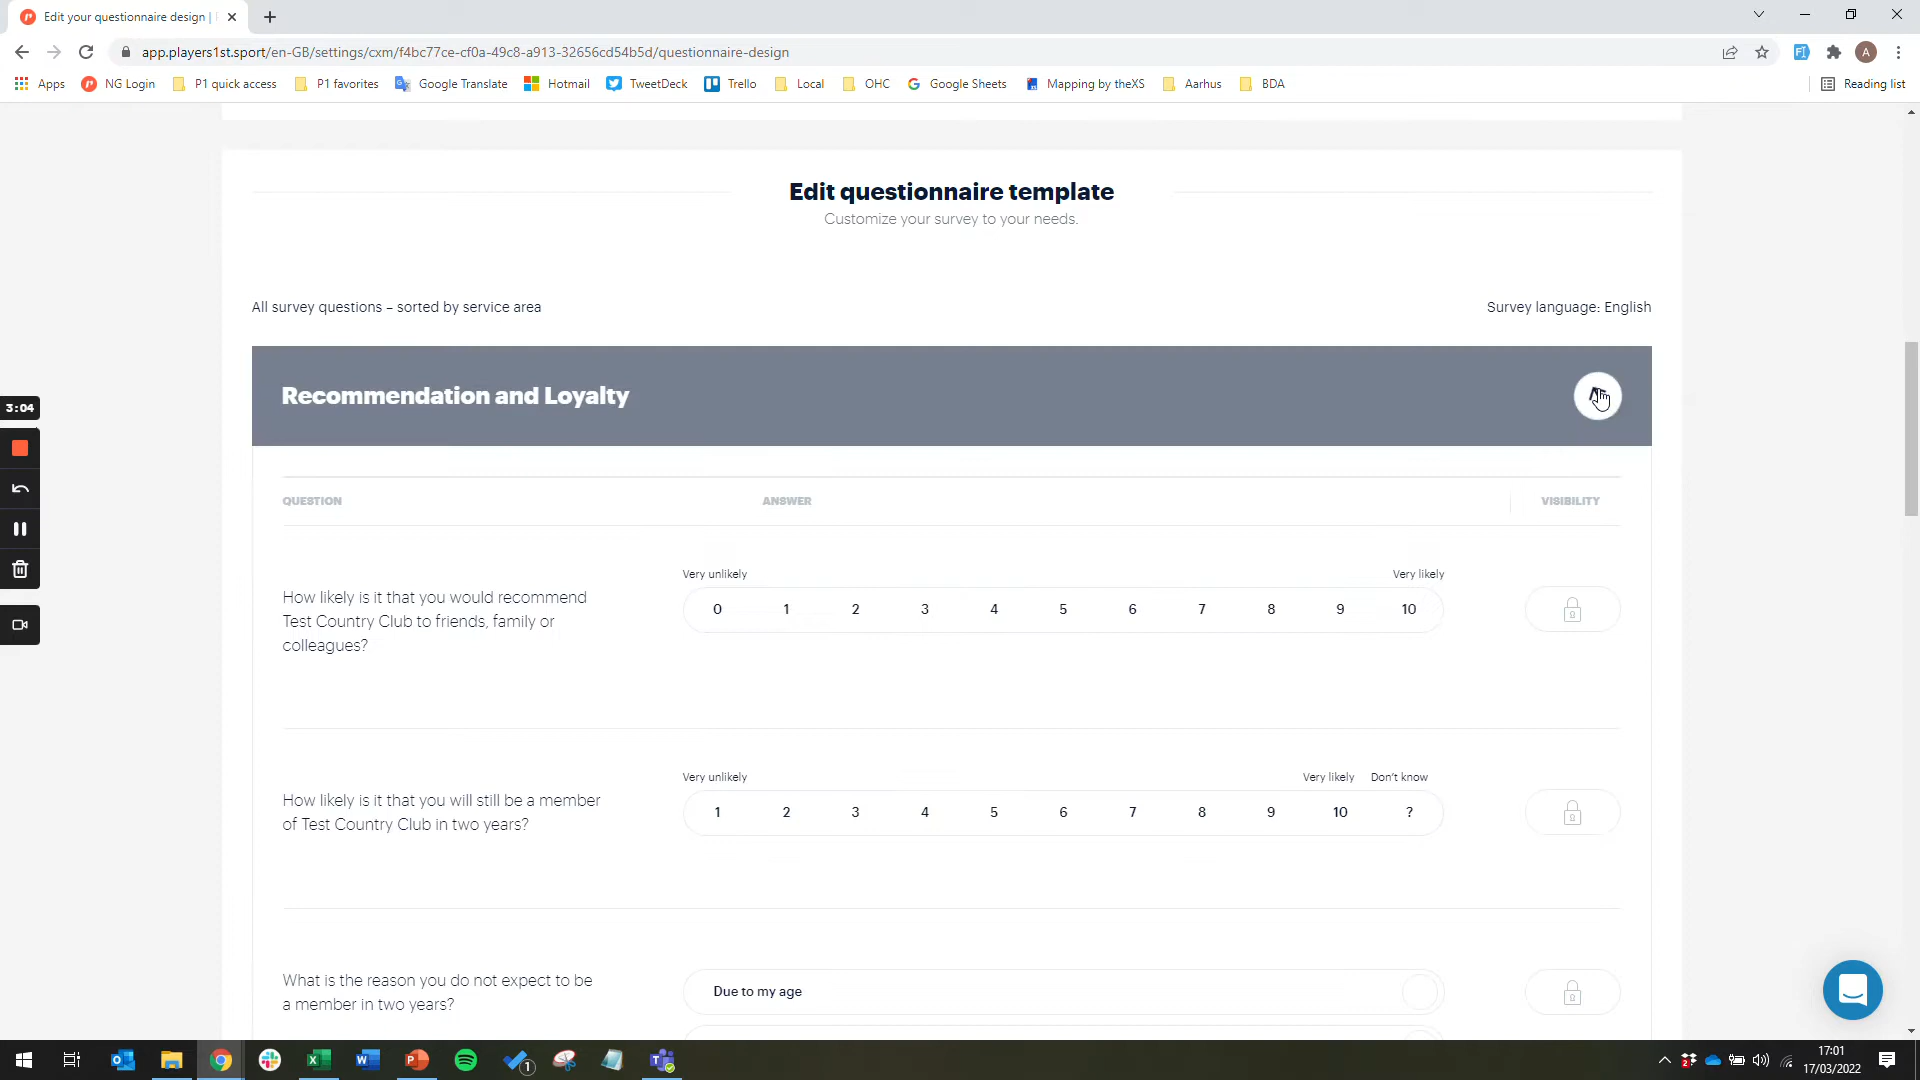 Edit your questionnaire design |
app.players1st.sport/en-GB/settings/cxm/f4bc77ce-cf0a-49c8-a913-32656cd54b5d/questionnaire-design
A
Apps
NG Login
P1 quick access
P1 favorites
Google Translate
Hotmail
TweetDeck
Trello
Local
OHC
Google Sheets
Mapping by theXS
Aarhus
BDA
Reading list
Edit questionnaire template
Customize your survey to your needs.
All survey questions – sorted by service area
Survey language: English
Recommendation and Loyalty
3:04
QUESTION
ANSWER
VISIBILITY
Very unlikely
Very likely
How likely is it that you would recommend
Test Country Club to friends, family or
colleagues?
0 1 2 3 4 5 6 7 8 9 10
Very unlikely
Very likely
Don't know
How likely is it that you will still be a member
of Test Country Club in two years?
1 2 3 4 5 6 7 8 9 10 ?
What is the reason you do not expect to be
a member in two years?
Due to my age
17:01
17/03/2022